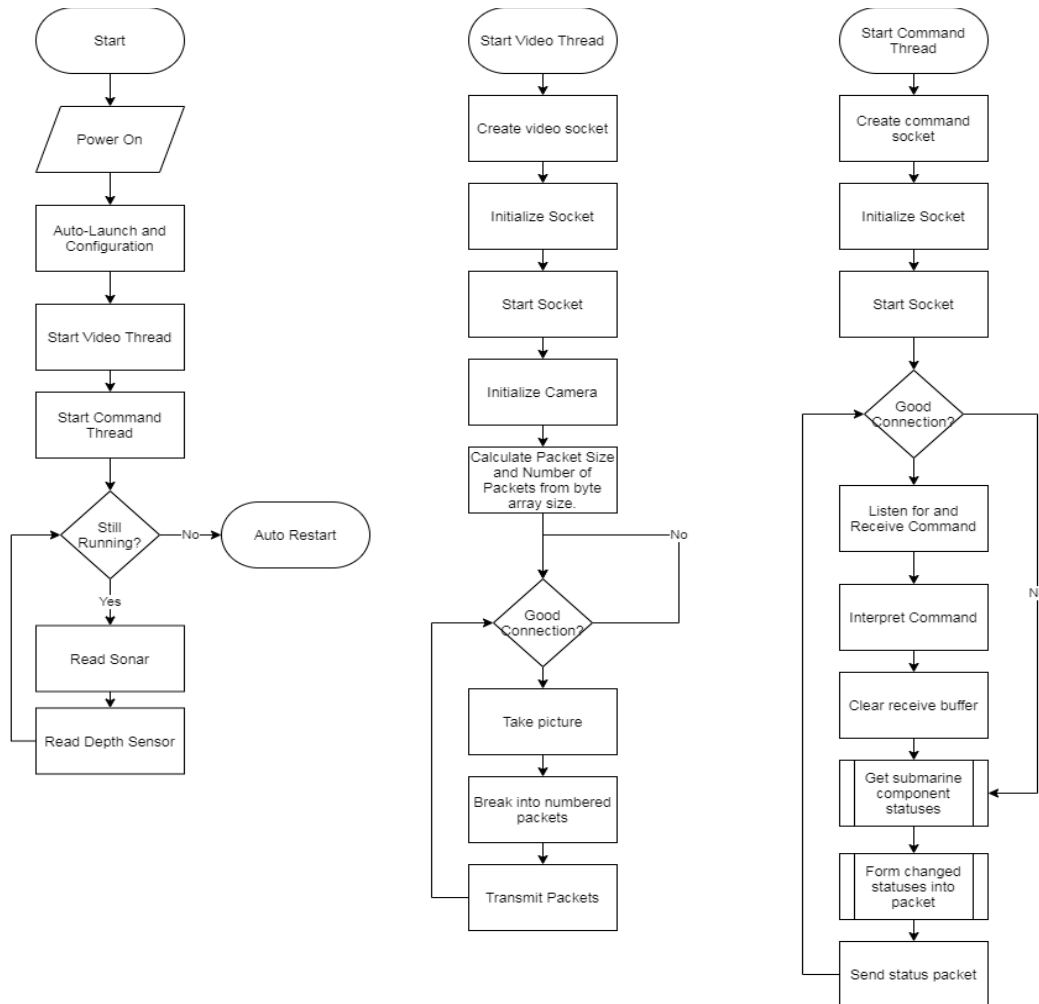 Start
Power On
Auto-Launch and
Configuration
Start Video Thread
Start Command
Thread
Still
Running?
No
Auto Restart
Yes
Read Sonar
Read Depth Sensor
Start Video Thread
Create video socket
Initialize Socket
Start Socket
Initialize Camera
Calculate Packet Size
and Number of
Packets from byte
array size.
No
Good
Connection?
Take picture
Break into numbered
packets
Transmit Packets
Start Command
Thread
Create command
socket
Initialize Socket
Start Socket
Good
Connection?
Listen for and
Receive Command
N
Interpret Command
Clear receive buffer
Get submarine
component
statuses
Form changed
statuses into
packet
Send status packet